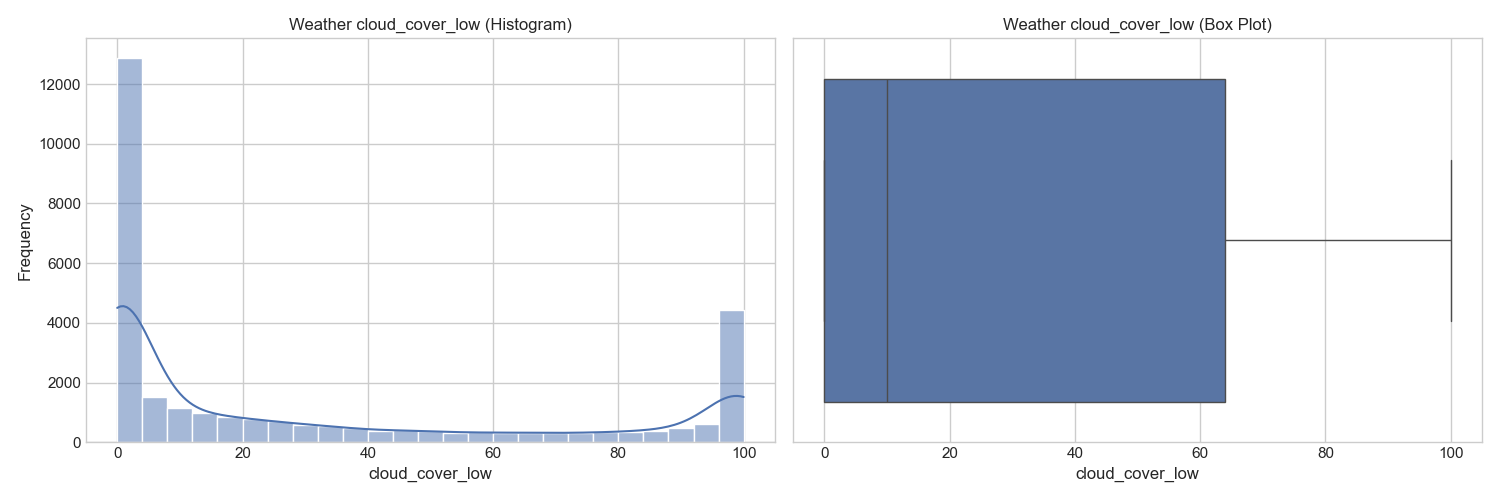 Weather cloud_cover_low (Histogram)
Frequency
12000
10000
8000
6000
4000
2000
0
0 20 40 60 80 100
cloud_cover_low
Weather cloud_cover_low (Box Plot)
0 20 40 60 80 100
cloud_cover_low